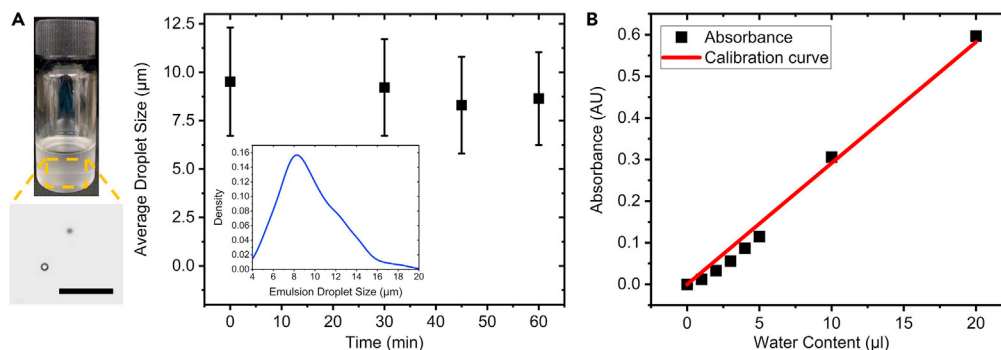 A
Average Droplet Size (μm)
12.5
10.0
7.5
5.0
2.5
0.0
0 10 20 30 40 50 60
Time (min)
Density
0.16
0.14
0.12
0.10
0.08
0.06
0.04
0.02
0.00
4 6 8 10 12 14 16 18 20
Emulsion Droplet Size (μm)
B
Absorbance
Calibration curve
Absorbance (AU)
0.6
0.5
0.4
0.3
0.2
0.1
0.0
0 5 10 15 20
Water Content (μl)